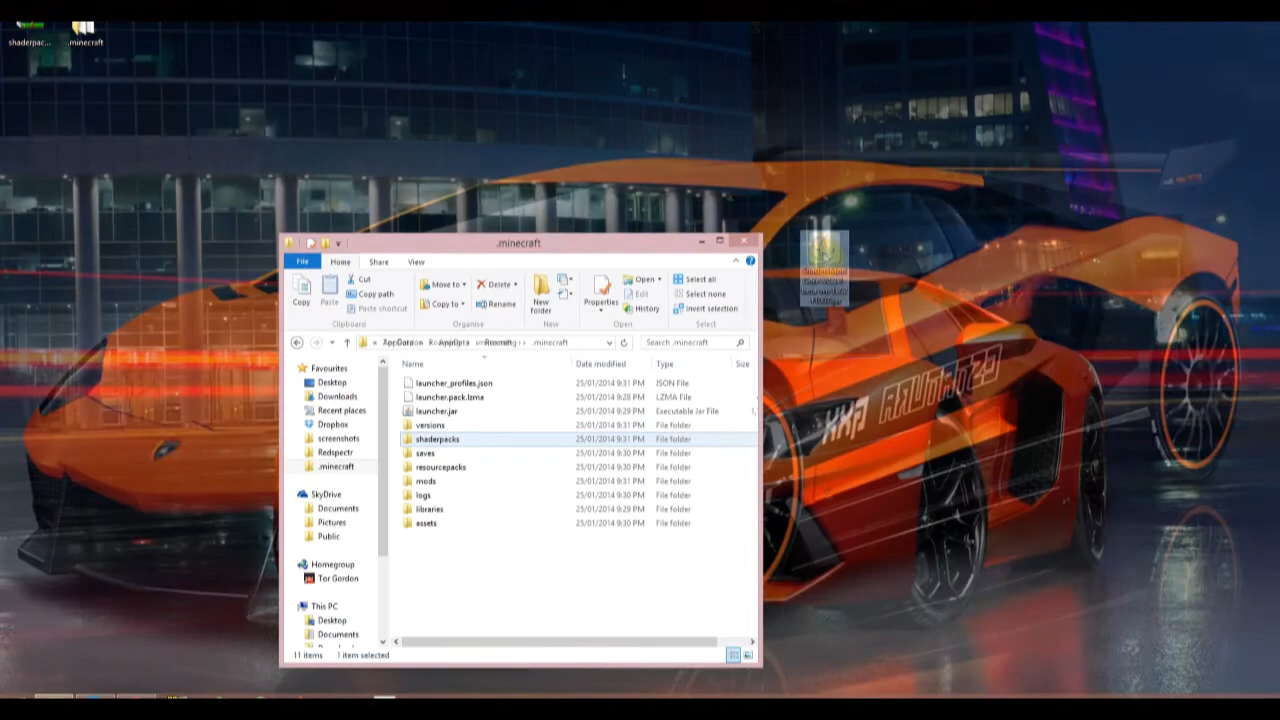 shaderpac...
.minecraft
.minecraft
File
Home
Share
View
Copy
Paste
Cut
Copy path
Paste shortcut
Clipboard
Move to
Copy to
Delete
Rename
Organise
New folder
New
Properties
Open
Edit
History
Open
Select all
Select none
Invert selection
Select
.minecraft
Search .minecraft
Name
Date modified
Type
Size
launcher_profiles.json 25/01/2014 9:31 PM JSON File
launcher.pack.lzma 25/01/2014 9:28 PM LZMA File
launcher.jar 25/01/2014 9:29 PM Executable Jar File 1,
versions 25/01/2014 9:31 PM File folder
shaderpacks 25/01/2014 9:31 PM File folder
saves 25/01/2014 9:30 PM File folder
resourcepacks 25/01/2014 9:30 PM File folder
mods 25/01/2014 9:31 PM File folder
logs 25/01/2014 9:30 PM File folder
libraries 25/01/2014 9:29 PM File folder
assets 25/01/2014 9:30 PM File folder
Favourites
Desktop
Downloads
Recent places
Dropbox
screenshots
Redspectr
.minecraft
SkyDrive
Documents
Pictures
Public
Homegroup
Tor Gordon
This PC
Desktop
Documents
11 items 1 item selected